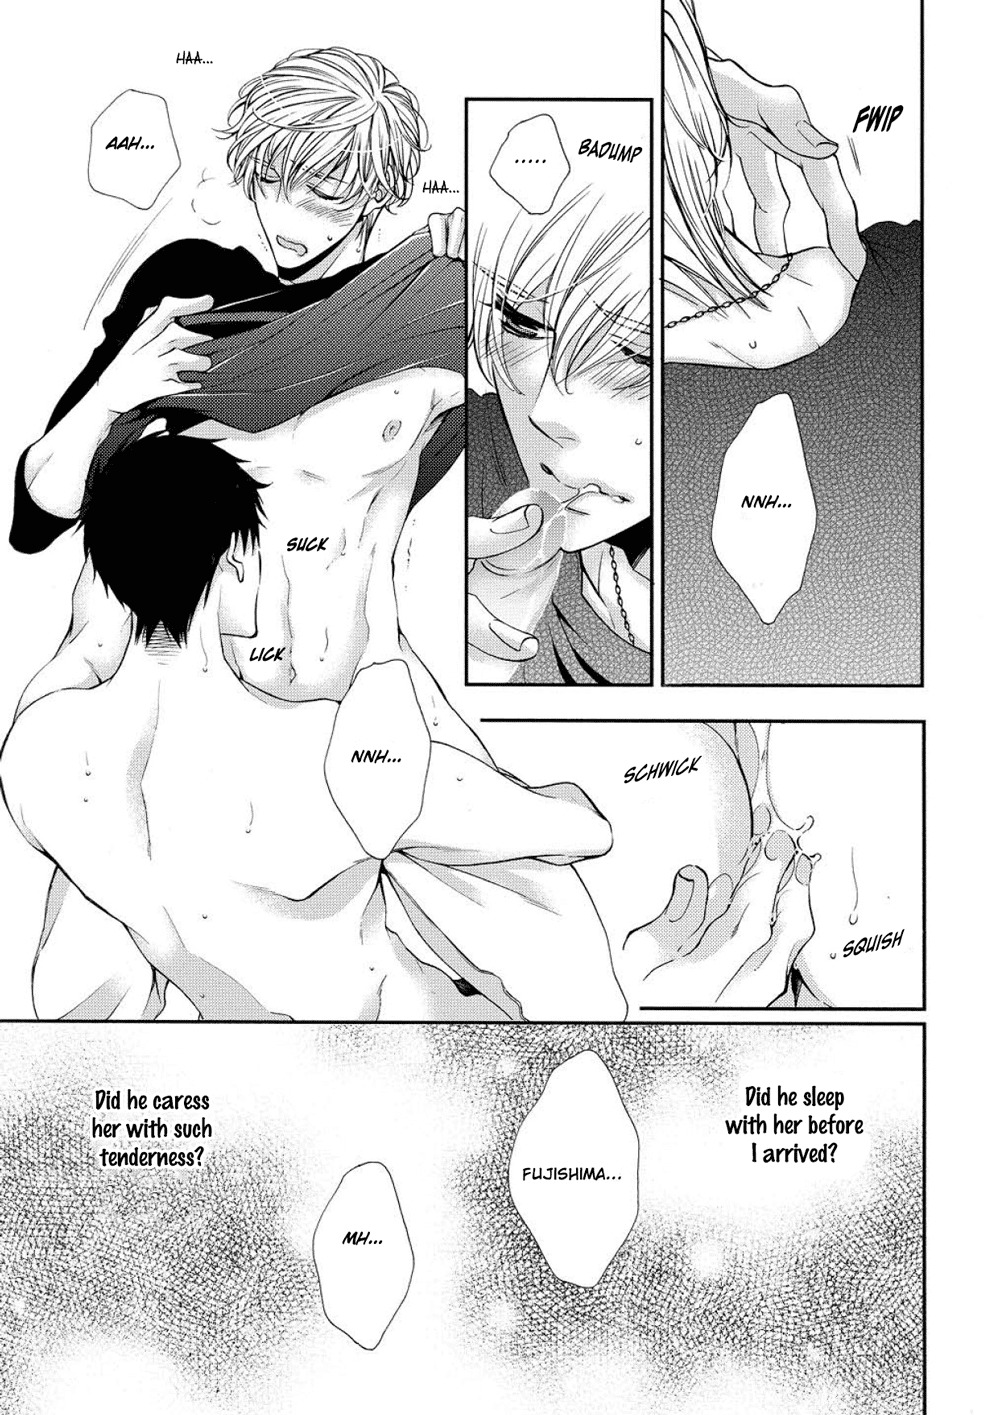 FWIP
NNH...
BADUMP
.....
HAA...
AAH...
HAA...
SUCK
LICK
NNH...
SCHWICK
SQUISH
Did he sleep
with her before
I arrived?
FUJISHIMA...
Did he caress
her with such
tenderness?
MH...